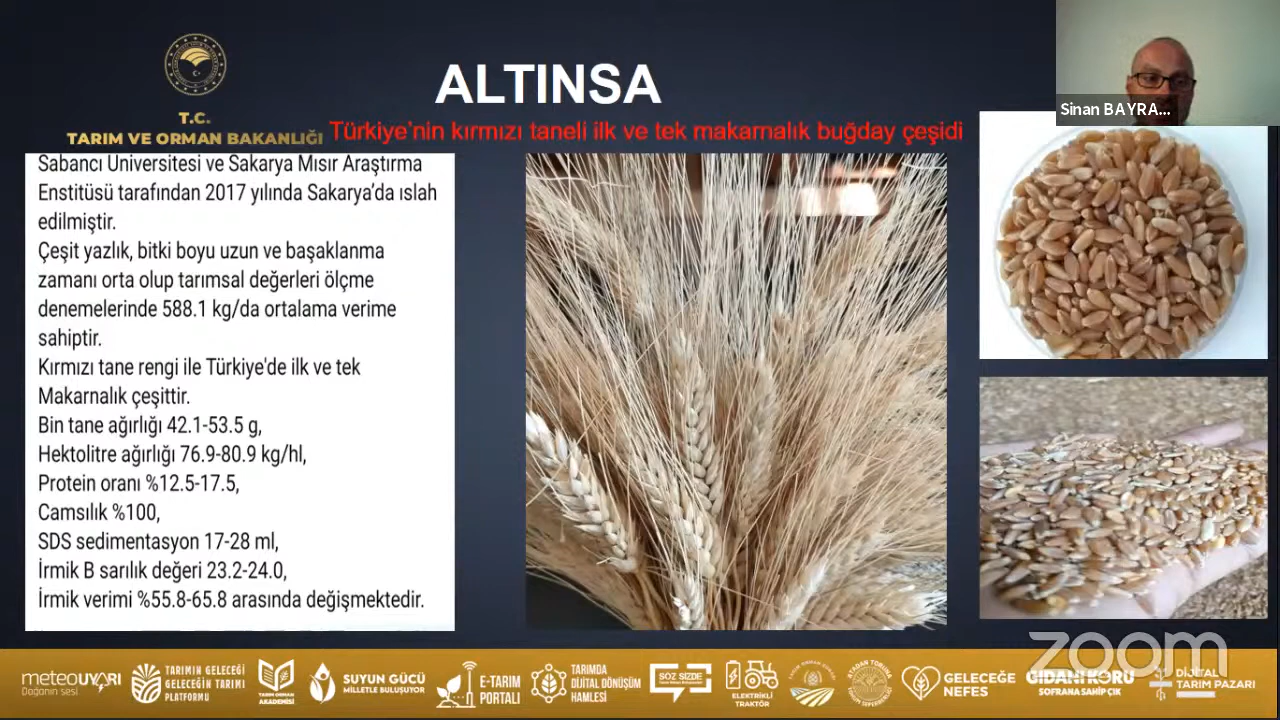 T.C.
TARIM VE ORMAN BAKANLIĞI
ALTINSA
Türkiye'nin kırmızı taneli ilk ve tek makarnalık buğday çeşidi
Sinan BAYRA...
Sabancı Üniversitesi ve Sakarya Mısır Araştırma
Enstitüsü tarafından 2017 yılında Sakarya'da ıslah
edilmiştir.
Çeşit yazlık, bitki boyu uzun ve başaklanma
zamanı orta olup tarımsal değerleri ölçme
denemelerinde 588.1 kg/da ortalama verime
sahiptir.
Kırmızı tane rengi ile Türkiye'de ilk ve tek
Makarnalık çeşittir.
Bin tane ağırlığı 42.1-53.5 g,
Hektolitre ağırlığı 76.9-80.9 kg/hl,
Protein oranı %12.5-17.5,
Camsılık %100,
SDS sedimentasyon 17-28 ml,
İrmik B sarılık değeri 23.2-24.0,
İrmik verimi %55.8-65.8 arasında değişmektedir.
zoom
meteoUYARI
Doğanın sesi
TARIMIN GELECEĞİ
GELECEĞİN TARIMI
PLATFORMU
TARIM ORMAN
AKADEMİSİ
SUYUN GÜCÜ
MİLLETLE BULUŞUYOR
E-TARIM
PORTALI
TARIMDA
DİJİTAL DÖNÜŞÜM
HAMLESİ
SÖZ SİZDE
ELEKTRİKLİ
TRAKTÖR
GELECEĞE
NEFES
GIDANI KORU
SOFRANA SAHİP ÇIK
DİJİTAL
TARIM PAZARI